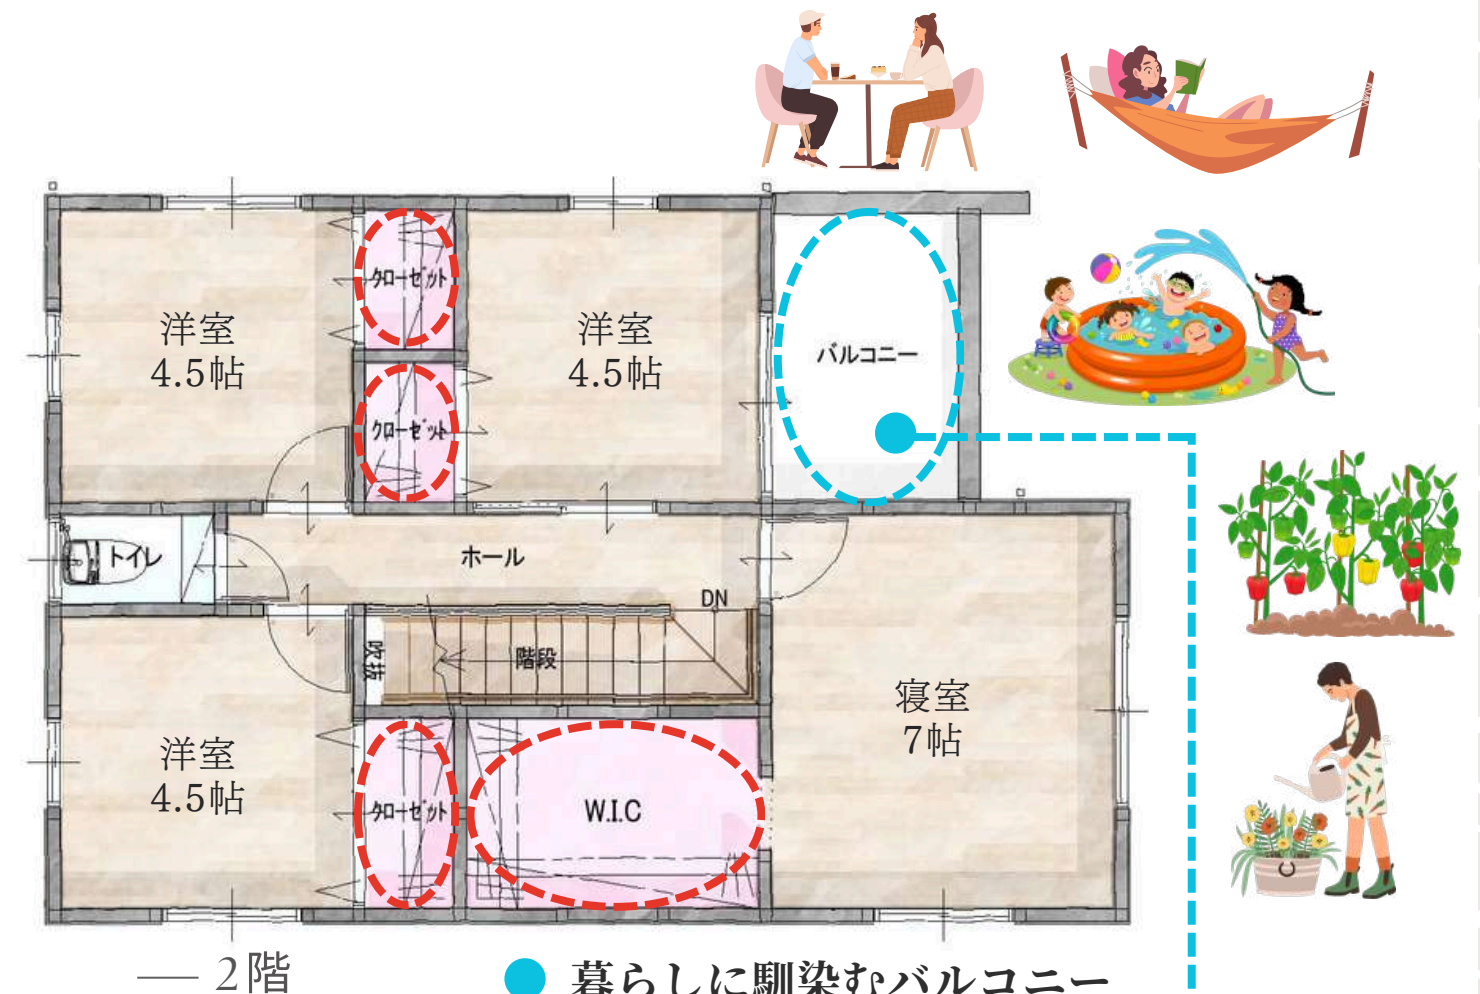 クローゼット
洋室
4.5帖
洋室
4.5帖
バルコニー
クローゼット
トイレ
ホール
DN
吹抜
階段
寝室
7帖
洋室
4.5帖
クローゼット
W.I.C
2階
暮らしに馴染むバルコニー